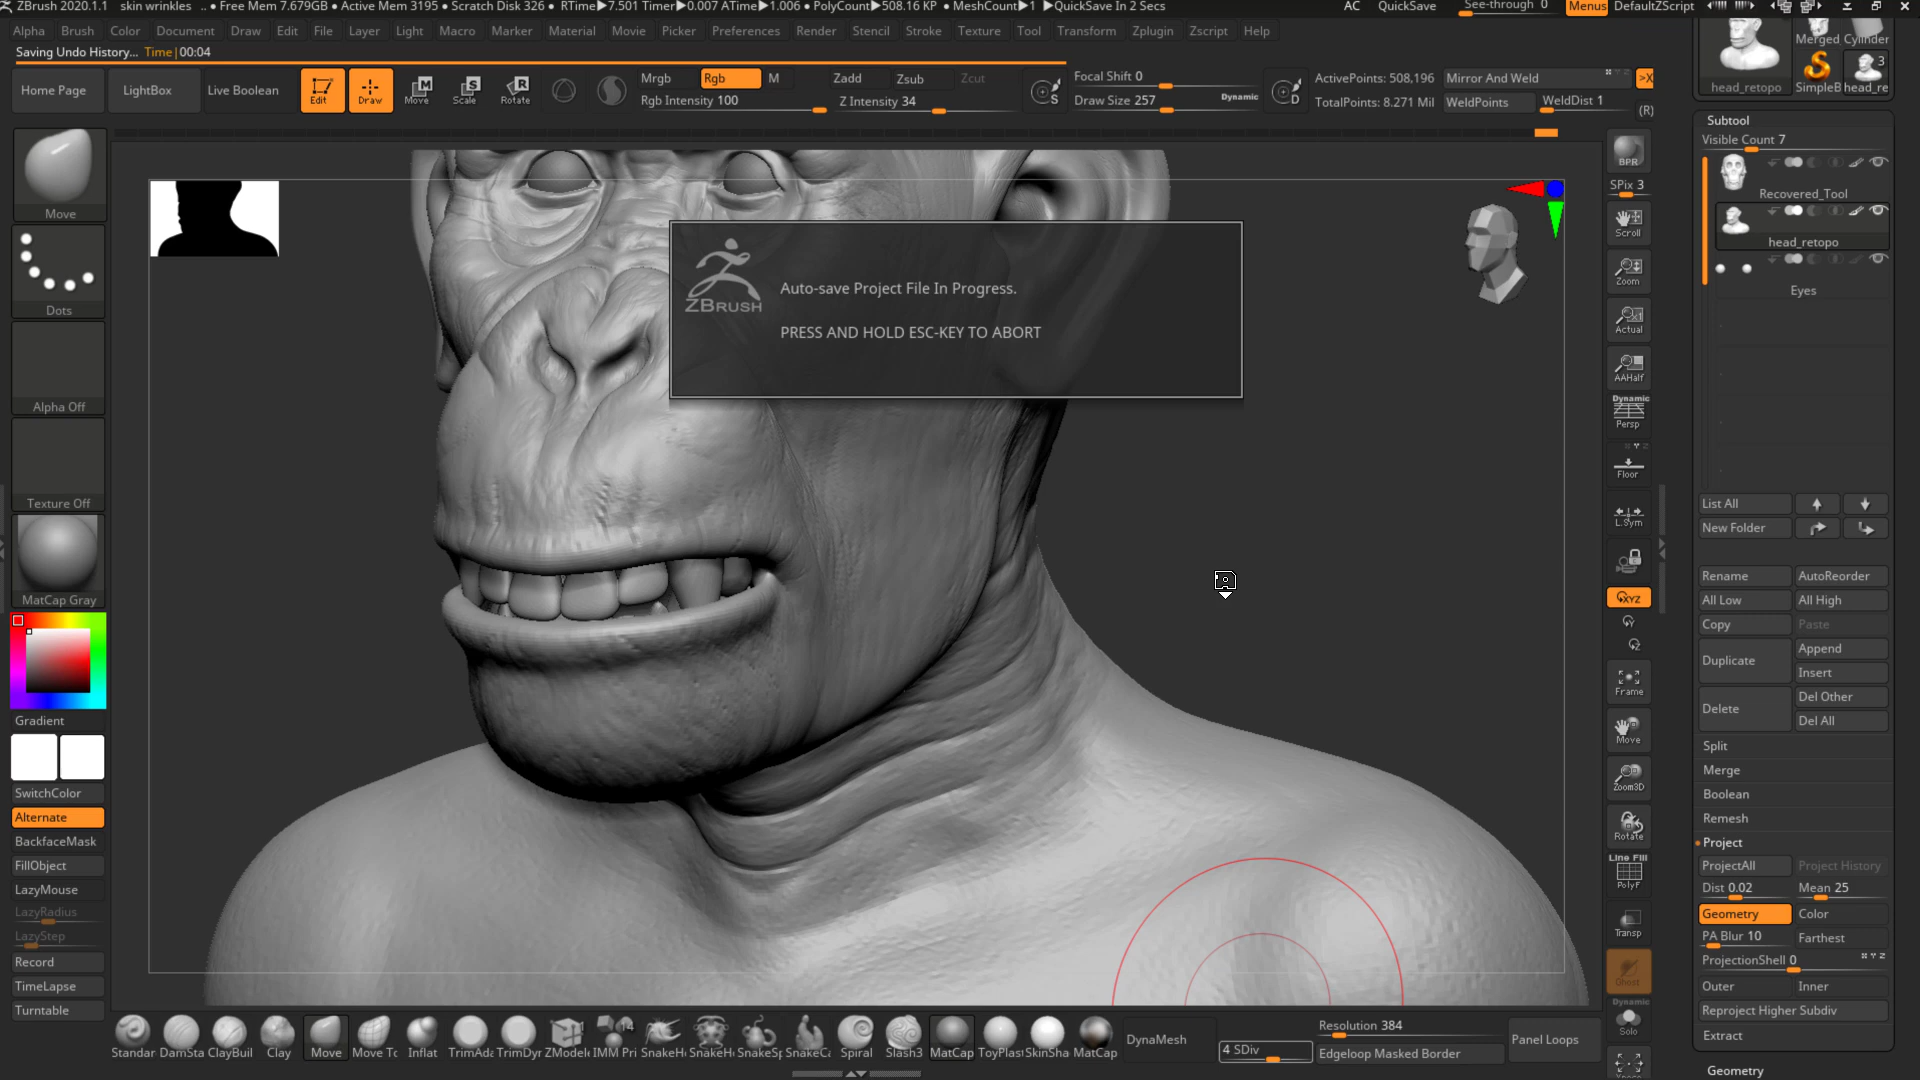 ZBrush 2020.1.1 skin wrinkles .. • Free Mem 7.679GB • Active Mem 3195 • Scratch Disk 326 • RTime▶7.501 Timer▶0.007 ATime▶1.006 • PolyCount▶508.16 KP • MeshCount▶1 ▶QuickSave In 2 Secs AC QuickSave See-through 0 Menus DefaultZScript
Alpha Brush Color Document Draw Edit File Layer Light Macro Marker Material Movie Picker Preferences Render Stencil Stroke Texture Tool Transform Zplugin Zscript Help
Saving Undo History... Time|00:04
Home Page LightBox Live Boolean Edit Draw Move Scale Rotate
Mrgb Rgb M Zadd Zsub Zcut
Rgb Intensity 100 Z Intensity 34
S Focal Shift 0
Draw Size 257 Dynamic
D ActivePoints: 508,196 Mirror And Weld >X
TotalPoints: 8.271 Mil WeldPoints WeldDist 1 (R)
Merged Cylinder
3
head_retopo SimpleB head_re
Move
Dots
Alpha Off
Texture Off
MatCap Gray
Gradient
SwitchColor
Alternate
BackfaceMask
FillObject
LazyMouse
LazyRadius
LazyStep
Record
TimeLapse
Turntable
ZBRUSH
Auto-save Project File In Progress.
PRESS AND HOLD ESC-KEY TO ABORT
BPR
SPix 3
Scroll
Zoom
Actual
AAHalf
Dynamic
Persp
Floor
L.Sym
XYZ
Frame
Move
Zoom3D
Rotate
Line Fill
PolyF
Transp
Ghost
Dynamic
Solo
Subtool
Visible Count 7
Recovered_Tool
head_retopo
Eyes
List All
New Folder
Rename AutoReorder
All Low All High
Copy Paste
Duplicate Append
Insert
Delete Del Other
Del All
Split
Merge
Boolean
Remesh
Project
ProjectAll Project History
Dist 0.02 Mean 25
Geometry Color
PA Blur 10 Farthest
ProjectionShell 0
Outer Inner
Reproject Higher Subdiv
Extract
Geometry
14
Standar DamSta ClayBuil Clay Move Move Tc Inflat TrimAda TrimDyr ZModele IMM Pri SnakeHo SnakeHo SnakeSp SnakeCa Spiral Slash3 MatCap ToyPlas SkinSha MatCap
DynaMesh
4 SDiv
Resolution 384
Edgeloop Masked Border
Panel Loops